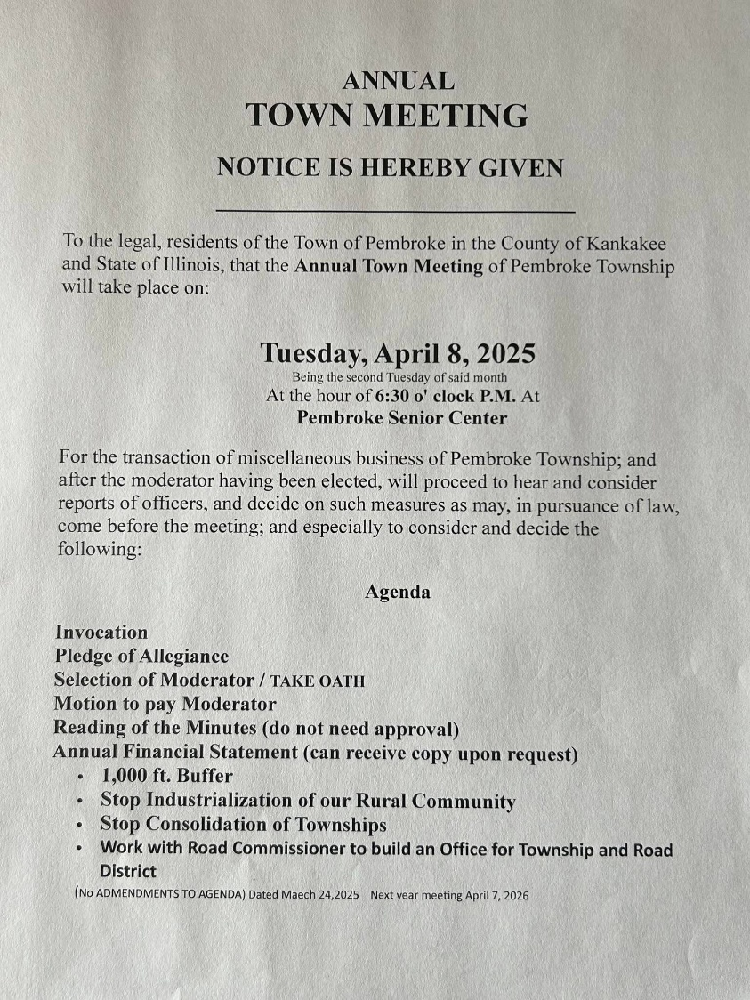 ANNUAL
TOWN MEETING
NOTICE IS HEREBY GIVEN
To the legal, residents of the Town of Pembroke in the County of Kankakee
and State of Illinois, that the Annual Town Meeting of Pembroke Township
will take place on:
Tuesday, April 8, 2025
Being the second Tuesday of said month
At the hour of 6:30 o' clock P.M. At
Pembroke Senior Center
For the transaction of miscellaneous business of Pembroke Township; and
after the moderator having been elected, will proceed to hear and consider
reports of officers, and decide on such measures as may, in pursuance of law,
come before the meeting; and especially to consider and decide the
following:
Agenda
Invocation
Pledge of Allegiance
Selection of Moderator / TAKE OATH
Motion to pay Moderator
Reading of the Minutes (do not need approval)
Annual Financial Statement (can receive copy upon request)
• 1,000 ft. Buffer
• Stop Industrialization of our Rural Community
• Stop Consolidation of Townships
• Work with Road Commissioner to build an Office for Township and Road
District
(No ADMENDMENTS TO AGENDA) Dated Maech 24,2025 Next year meeting April 7, 2026